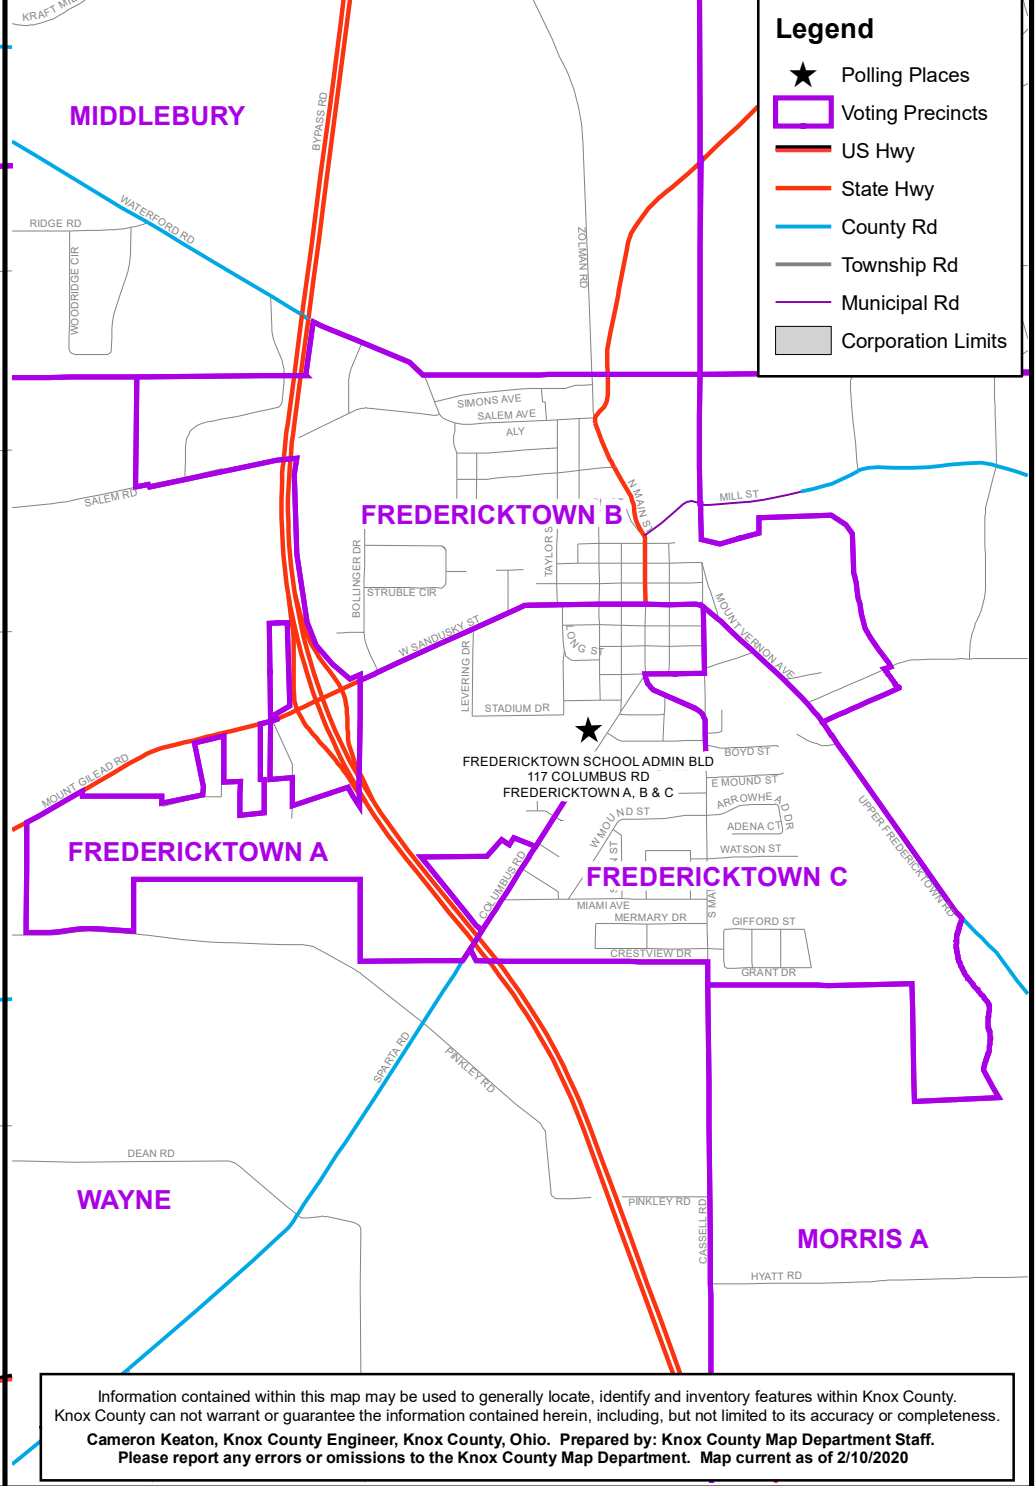 KRAFT MI
Legend
Polling Places
Voting Precincts
US Hwy
State Hwy
County Rd
Township Rd
Municipal Rd
Corporation Limits
MIDDLEBURY
BYPASS RD
WATERFORD RD
RIDGE RD
WOODRIDGE CIR
ZOLMAN RD
SIMONS AVE
SALEM AVE
ALY
SALEM RD
N MAIN ST
MILL ST
FREDERICKTOWN B
TAYLOR S
BOLLINGER DR
STRUBLE CIR
W SANDUSKY ST
LONG ST
MOUNT VERNON AVE
LEVERING DR
STADIUM DR
FREDERICKTOWN SCHOOL ADMIN BLD
117 COLUMBUS RD
FREDERICKTOWN A, B & C
BOYD ST
E MOUND ST
MOUNT GILEAD RD
ARROWHEAD DR
W MOUND ST
ADENA CT
WATSON ST
UPPER FREDERICKTOWN RD
FREDERICKTOWN A
COLUMBUS RD
N ST
FREDERICKTOWN C
S MA
MIAMI AVE
MERMARY DR
GIFFORD ST
CRESTVIEW DR
GRANT DR
SPARTA RD
PINKLEY RD
DEAN RD
WAYNE
PINKLEY RD
CASSELL RD
MORRIS A
HYATT RD
Information contained within this map may be used to generally locate, identify and inventory features within Knox County.
Knox County can not warrant or guarantee the information contained herein, including, but not limited to its accuracy or completeness.
Cameron Keaton, Knox County Engineer, Knox County, Ohio.  Prepared by: Knox County Map Department Staff.
Please report any errors or omissions to the Knox County Map Department.  Map current as of 2/10/2020